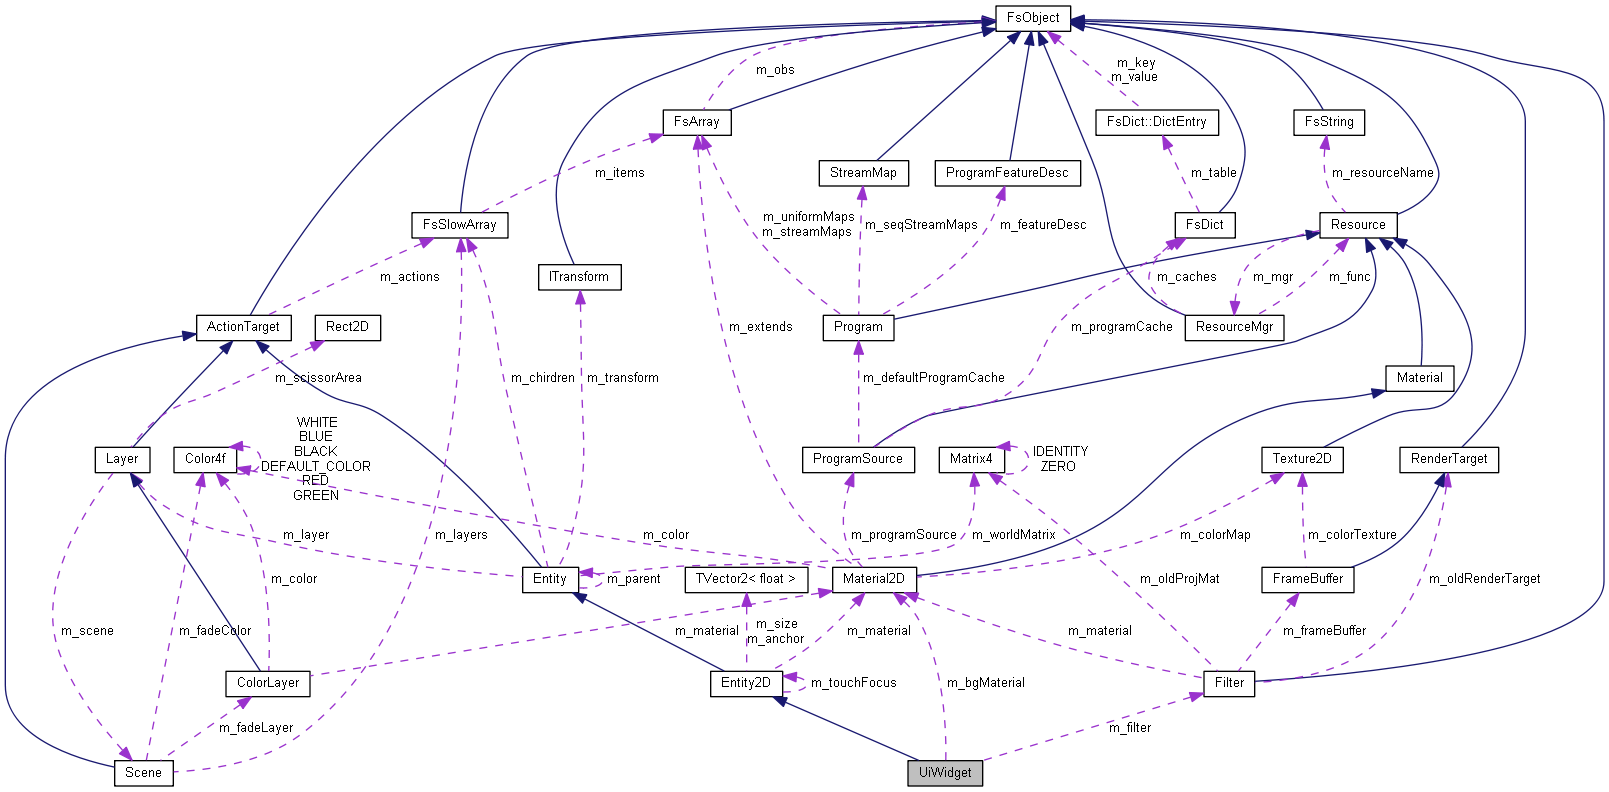 FsObject
m_obs
m_key
m_value
FsArray
FsDict::DictEntry
FsString
StreamMap
ProgramFeatureDesc
m_items
m_table
m_resourceName
FsSlowArray
m_uniformMaps
m_streamMaps
m_seqStreamMaps
m_featureDesc
FsDict
Resource
m_actions
ITransform
m_caches
m_mgr
m_func
ActionTarget
Rect2D
m_extends
Program
m_programCache
ResourceMgr
m_scissorArea
m_chirdren
m_transform
m_defaultProgramCache
Material
WHITE
BLUE
BLACK
DEFAULT_COLOR
RED
GREEN
Layer
Color4f
ProgramSource
Matrix4
IDENTITY
ZERO
Texture2D
RenderTarget
m_layer
m_layers
m_color
m_programSource
m_worldMatrix
m_colorMap
m_colorTexture
m_color
Entity
m_parent
TVector2< float >
Material2D
m_oldProjMat
FrameBuffer
m_oldRenderTarget
m_scene
m_fadeColor
m_material
m_size
m_anchor
m_material
m_material
m_frameBuffer
ColorLayer
Entity2D
m_touchFocus
m_bgMaterial
Filter
m_fadeLayer
m_filter
Scene
UiWidget